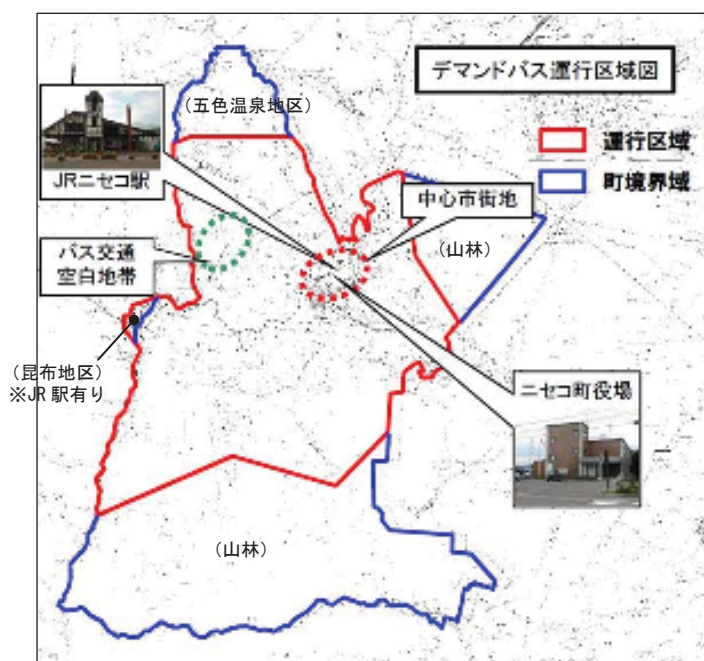 デマンドバス運行区域図
(五色温泉地区)
運行区域
町境界域
JRニセコ駅
中心市街地
(山林)
バス交通
空白地帯
(昆布地区)
※JR駅有り
ニセコ町役場
(山林)